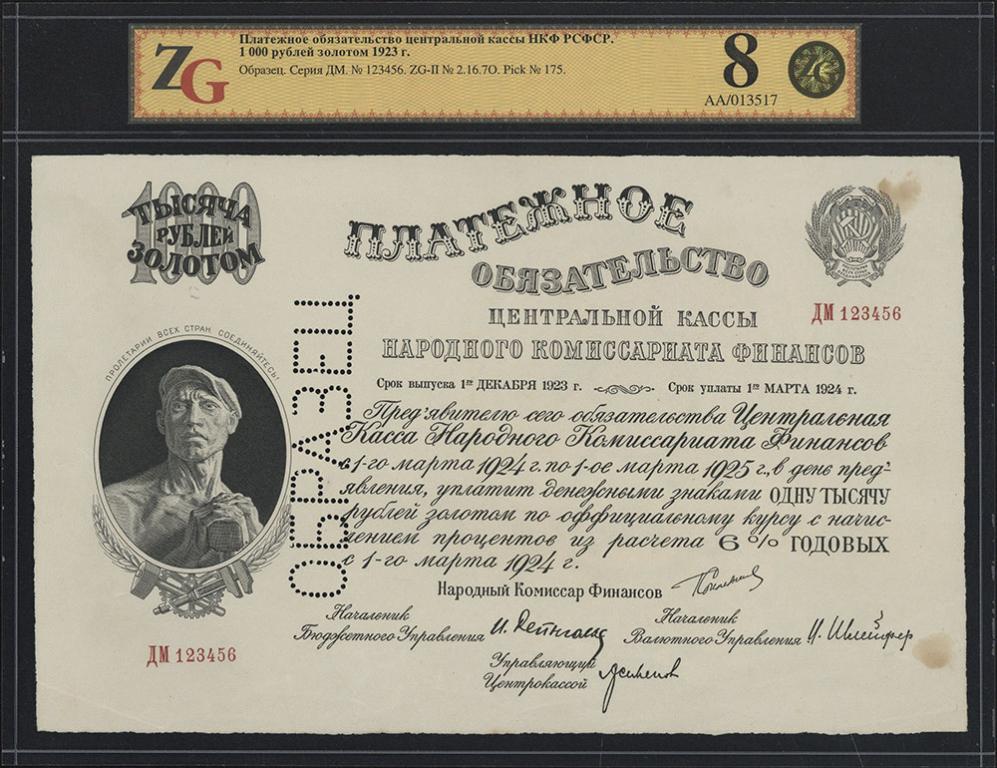 ZG
Платежное обязательство центральной кассы НКФ РСФСР.
1 000 рублей золотом 1923 г.
Образец. Серия ДМ. № 123456. ZG-II № 2.16.7О. Pick № 175.
8
АА/013517
1000
ТЫСЯЧА
РУБЛЕЙ
ЗОЛОТОМ
ПЛАТЕЖНОЕ
ОБЯЗАТЕЛЬСТВО
ЦЕНТРАЛЬНОЙ КАССЫ
НАРОДНОГО КОМИССАРИАТА ФИНАНСОВ
ДМ 123456
Срок выпуска 1го ДЕКАБРЯ 1923 г.
Срок уплаты 1го МАРТА 1924 г.
ПРОЛЕТАРИИ ВСЕХ СТРАН, СОЕДИНЯЙТЕСЬ!
ОБРАЗЕЦ
Пред'явителю сего обязательства Центральная
Касса Народного Комиссариата Финансов
с 1-го марта 1924 г. по 1-ое марта 1925 г., в день пред'-
явления, уплатит денежными знаками ОДНУ ТЫСЯЧУ
рублей золотом по оффициальному курсу с начис-
лением процентов из расчета 6% ГОДОВЫХ
с 1-го марта 1924 г.
Народный Комиссар Финансов
Началеник
Бюджетного Управления
Началеник
Валютного Управления
Управляющий
Центрокассой
ДМ 123456